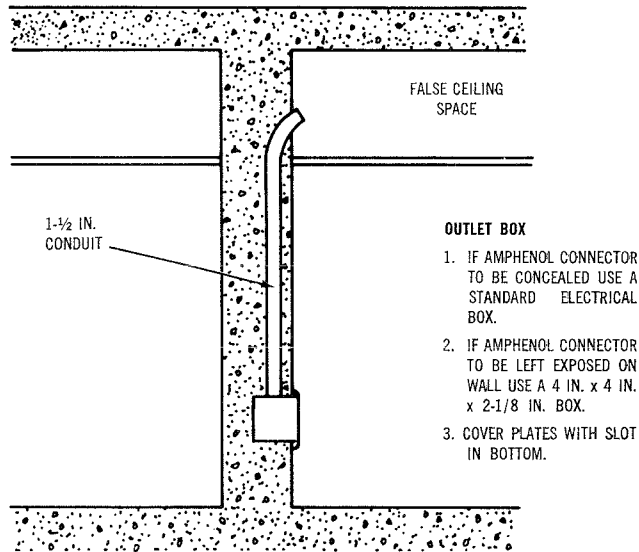 FALSE CEILING
SPACE
1-½ IN.
CONDUIT
OUTLET BOX
1. IF AMPHENOL CONNECTOR
TO BE CONCEALED USE A
STANDARD ELECTRICAL
BOX.
2. IF AMPHENOL CONNECTOR
TO BE LEFT EXPOSED ON
WALL USE A 4 IN. x 4 IN.
x 2-1/8 IN. BOX.
3. COVER PLATES WITH SLOT
IN BOTTOM.